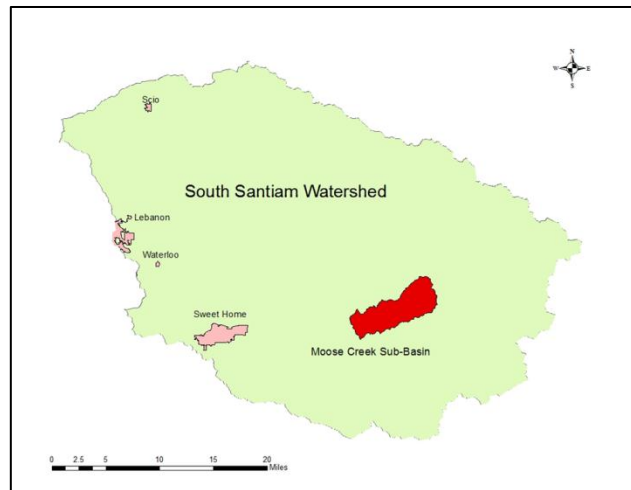 N
W E
S
Scio
South Santiam Watershed
Lebanon
Waterloo
Sweet Home
Moose Creek Sub-Basin
0 2.5 5 10 15 20
Miles